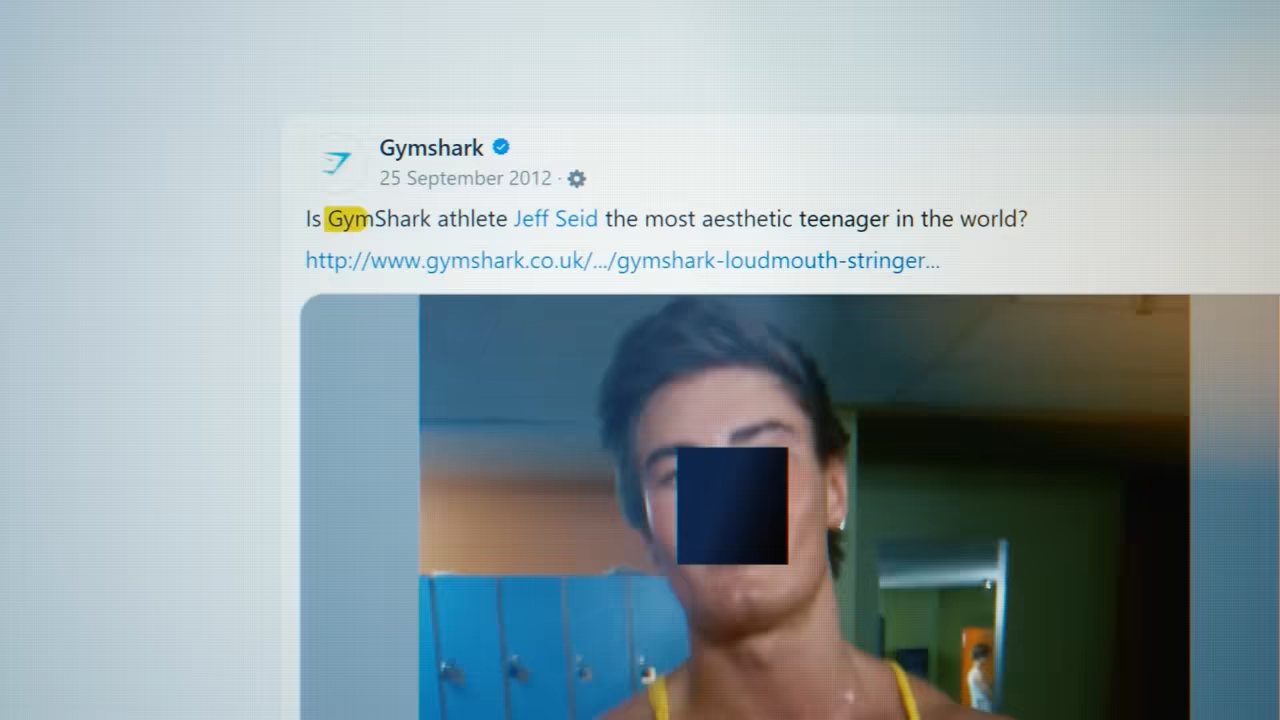 Gymshark
25 September 2012 ·
Is GymShark athlete Jeff Seid the most aesthetic teenager in the world?
http://www.gymshark.co.uk/.../gymshark-loudmouth-stringer...